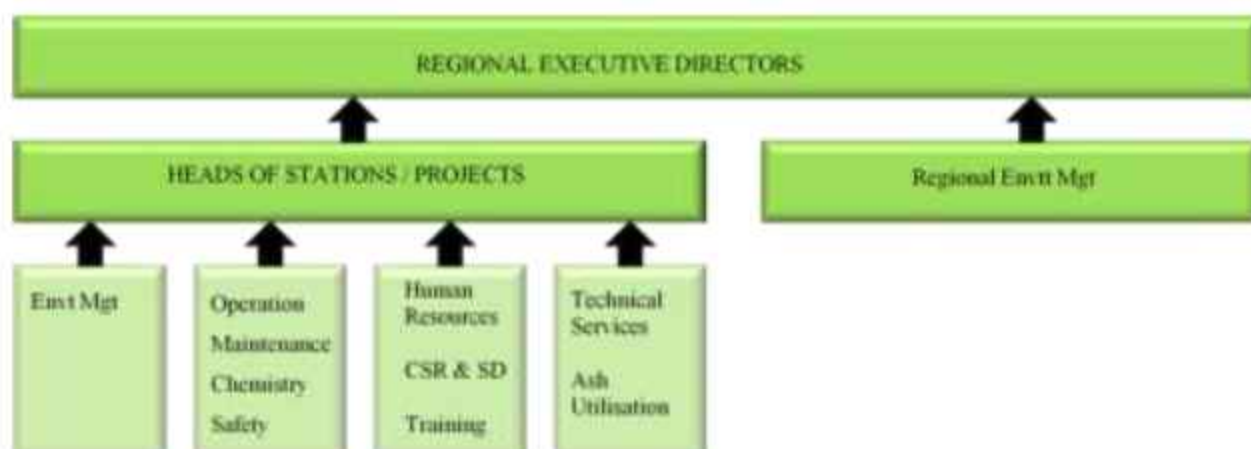 REGIONAL EXECUTIVE DIRECTORS
HEADS OF STATIONS / PROJECTS
Regional Envtt Mgt
Envt Mgt
Operation
Maintenance
Chemistry
Safety
Human
Resources
CSR & SD
Training
Technical
Services
Ash
Utilisation